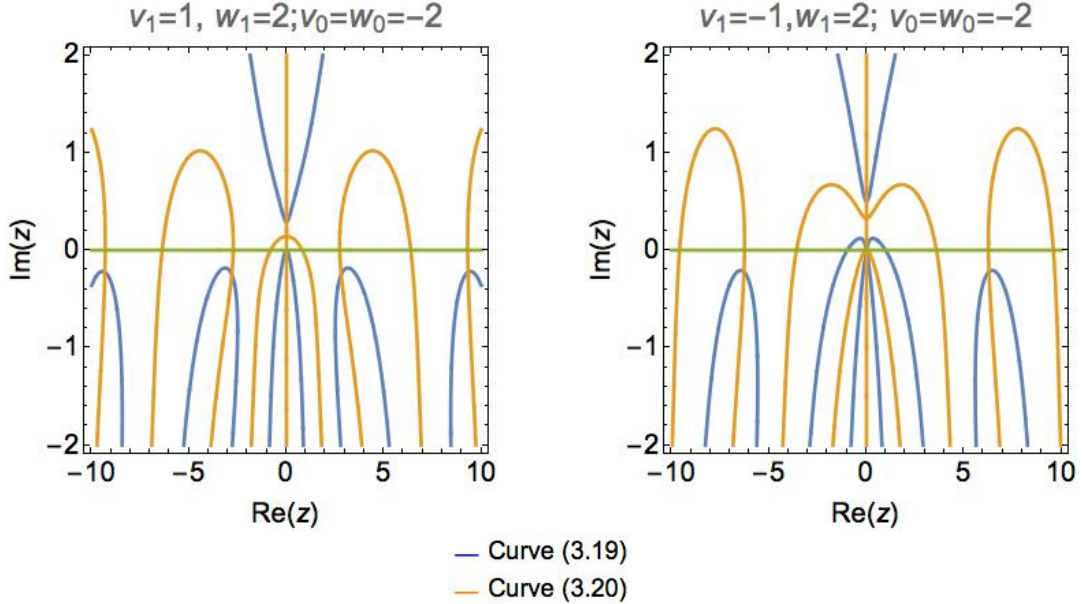 v₁=1, w₁=2;v₀=w₀=−2
v₁=−1,w₁=2; v₀=w₀=−2
2
1
0
−1
−2
Im(z)
−10 −5 0 5 10
Re(z)
2
1
0
−1
−2
Im(z)
−10 −5 0 5 10
Re(z)
Curve (3.19)
Curve (3.20)